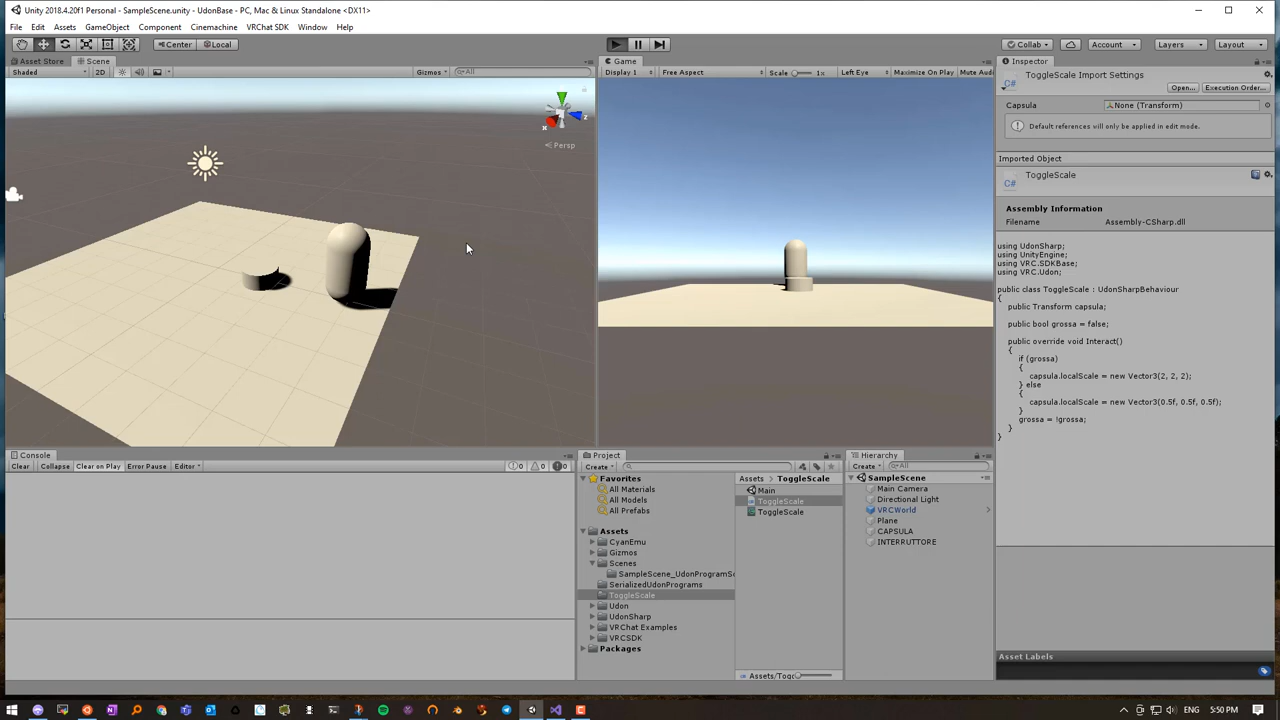 Unity 2018.4.20f1 Personal - SampleScene.unity - UdonBase - PC, Mac & Linux Standalone <DX11>
File Edit Assets GameObject Component Cinemachine VRChat SDK Window Help
Center Local
Collab Account Layers Layout
Asset Store Scene
Shaded 2D Gizmos All
Persp
Game
Display 1 Free Aspect Scale 1x Left Eye Maximize On Play Mute Aud
Inspector
ToggleScale Import Settings
Open... Execution Order...
Capsula None (Transform)
Default references will only be applied in edit mode.
Imported Object
ToggleScale
Assembly Information
Filename Assembly-CSharp.dll
using UdonSharp;
using UnityEngine;
using VRC.SDKBase;
using VRC.Udon;
public class ToggleScale : UdonSharpBehaviour
public Transform capsula;
public bool grossa = false;
public override void Interact()
{
if (grossa)
{
capsula.localScale = new Vector3(2, 2, 2);
} else
{
capsula.localScale = new Vector3(0.5f, 0.5f, 0.5f);
}
grossa = !grossa;
}
}
Asset Labels
Console
Clear Collapse Clear on Play Error Pause Editor 0 0 0
Project
Create
Favorites
All Materials
All Models
All Prefabs
Assets
CyanEmu
Gizmos
Scenes
SampleScene_UdonProgramSo
SerializedUdonPrograms
ToggleScale
Udon
UdonSharp
VRChat Examples
VRCSDK
Packages
Assets ToggleScale
Main
ToggleScale
ToggleScale
Assets/Togg
Hierarchy
Create All
SampleScene
Main Camera
Directional Light
VRCWorld
Plane
CAPSULA
INTERRUTTORE
ENG 5:50 PM